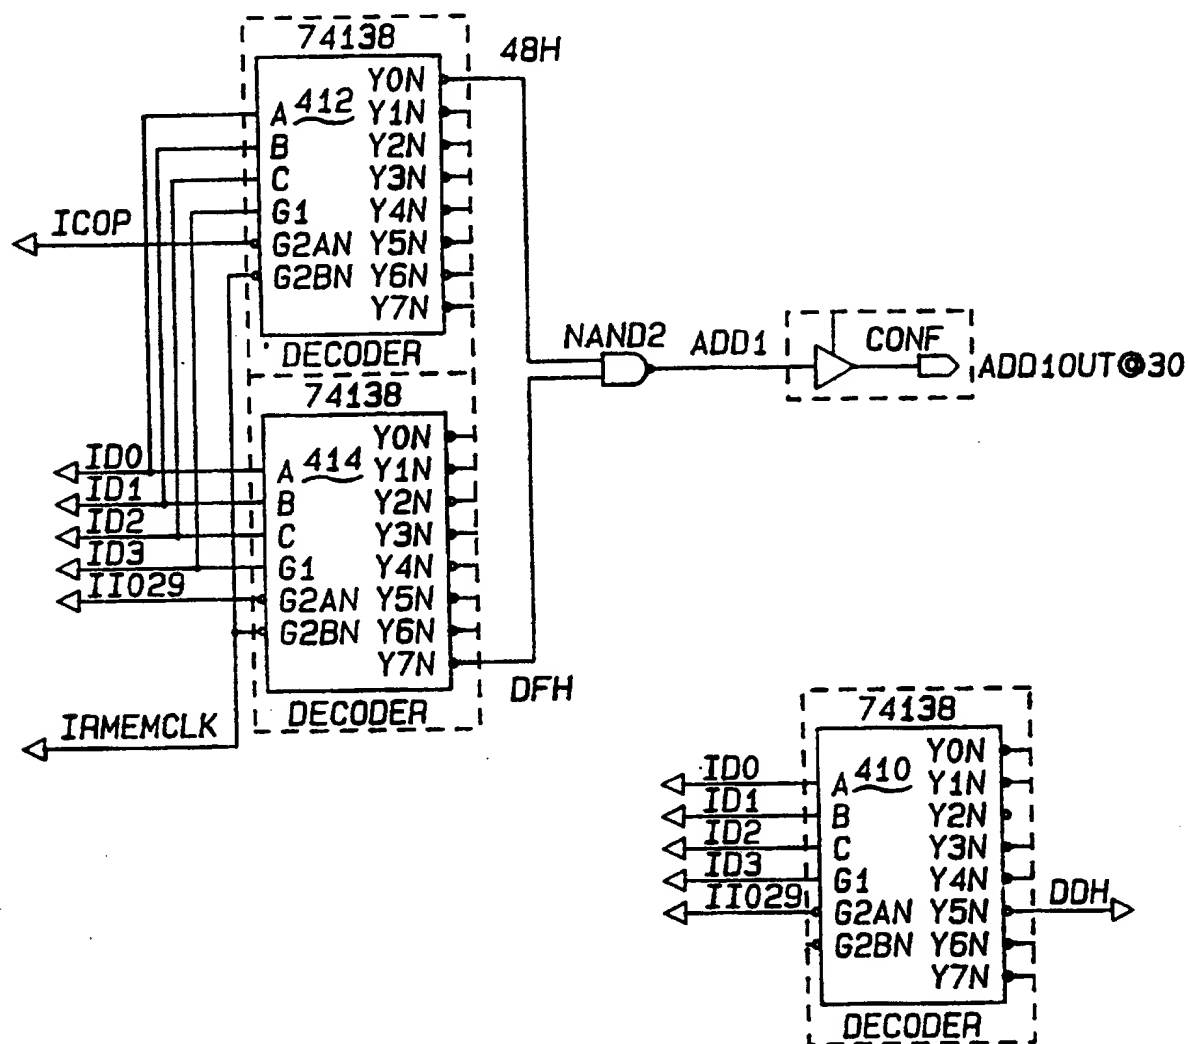 74138
48H
412
A
B
C
G1
G2AN
G2BN
Y0N
Y1N
Y2N
Y3N
Y4N
Y5N
Y6N
Y7N
ICOP
DECODER
NAND2
ADD1
CONF
ADD1OUT@30
74138
414
A
B
C
G1
G2AN
G2BN
Y0N
Y1N
Y2N
Y3N
Y4N
Y5N
Y6N
Y7N
ID0
ID1
ID2
ID3
IIO29
DFH
DECODER
IRMEMCLK
74138
410
A
B
C
G1
G2AN
G2BN
Y0N
Y1N
Y2N
Y3N
Y4N
Y5N
Y6N
Y7N
ID0
ID1
ID2
ID3
IIO29
DDH
DECODER